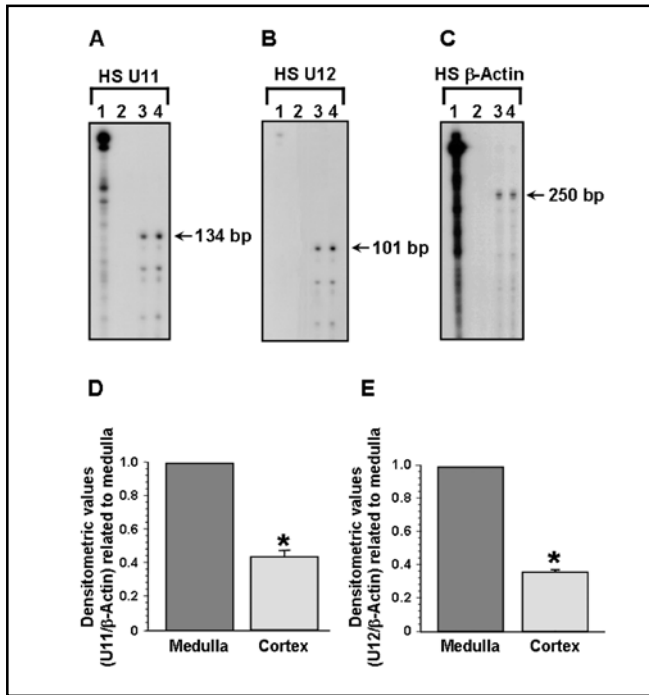 A
B
C
HS U11
HS U12
HS β-Actin
1 2 3 4
1 2 3 4
1 2 3 4
←134 bp
←101 bp
←250 bp
D
E
Densitometric values
(U11/β-Actin) related to medulla
1.0
0.8
0.6
0.4
0.2
0
*
Medulla Cortex
Densitometric values
(U12/β-Actin) related to medulla
1.0
0.8
0.6
0.4
0.2
0
*
Medulla Cortex